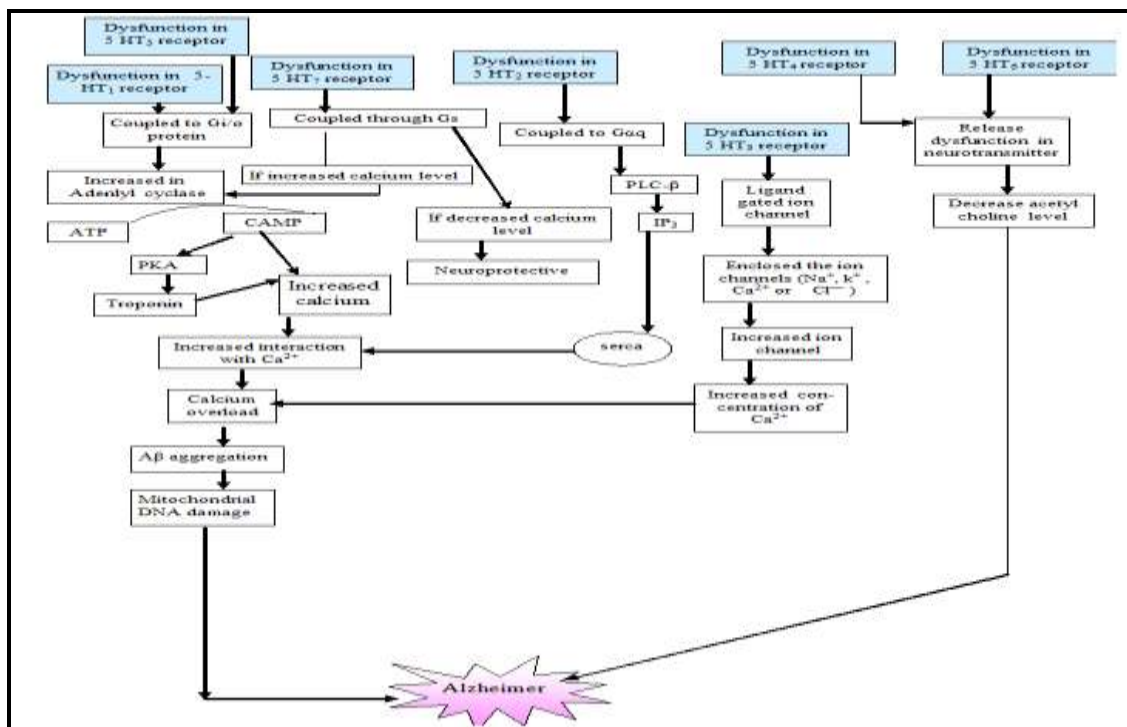 Dysfunction in
5 HT₅ receptor
Dysfunction in 5-
HT₁ receptor
Dysfunction in
5 HT₇ receptor
Dysfunction in
5 HT₂ receptor
Dysfunction in
5 HT₄ receptor
Dysfunction in
5 HT₆ receptor
Coupled to Gi/o
protein
Coupled through Gs
Coupled to Gαq
Dysfunction in
5 HT₃ receptor
Release
dysfunction in
neurotransmitter
Increased in
Adenlyl cyclase
If increased calcium level
PLC-β
Ligand
gated ion
channel
Decrease acetyl
choline level
ATP
CAMP
If decreased calcium
level
IP₃
PKA
Neuroprotective
Enclosed the ion
channels (Na⁺, k⁺,
Ca²⁺ or Cl⁻)
Troponin
Increased
calcium
Increased interaction
with Ca²⁺
serca
Increased ion
channel
Calcium
overload
Increased con-
centration of
Ca²⁺
Aβ aggregation
Mitochondrial
DNA damage
Alzheimer